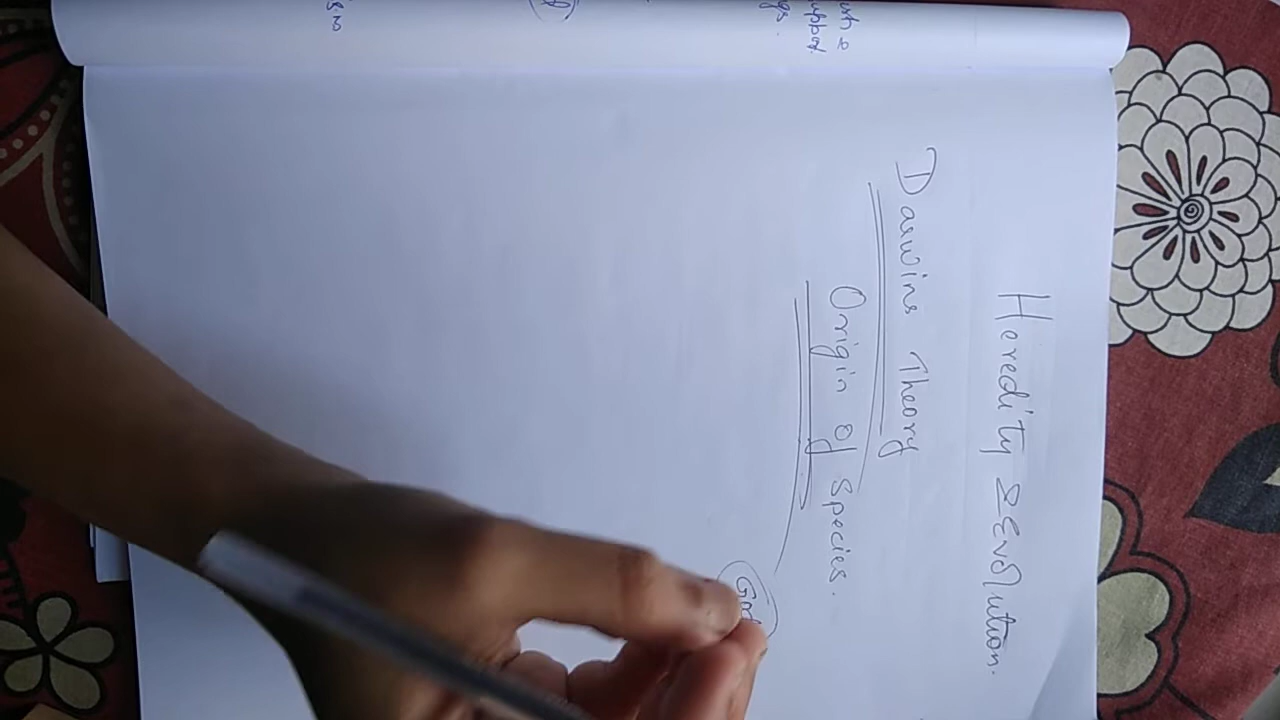 Heredity & Evolution.
Darwins Theory
Origin of Species.